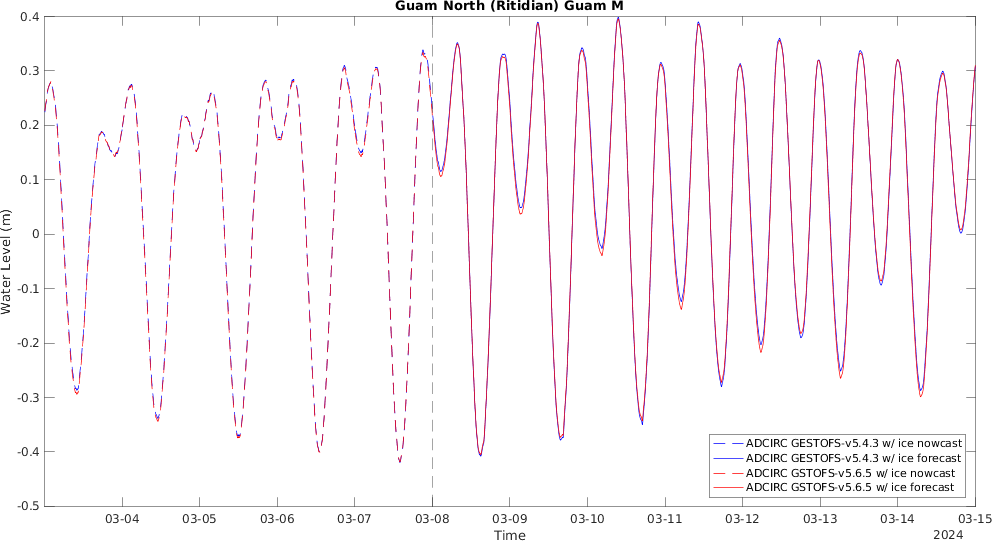 Guam North (Ritidian) Guam M
0.4
0.3
0.2
0.1
0
-0.1
-0.2
-0.3
-0.4
-0.5
Water Level (m)
ADCIRC GESTOFS-v5.4.3 w/ ice nowcast
ADCIRC GESTOFS-v5.4.3 w/ ice forecast
ADCIRC GSTOFS-v5.6.5 w/ ice nowcast
ADCIRC GSTOFS-v5.6.5 w/ ice forecast
03-04 03-05 03-06 03-07 03-08 03-09 03-10 03-11 03-12 03-13 03-14 03-15
Time
2024